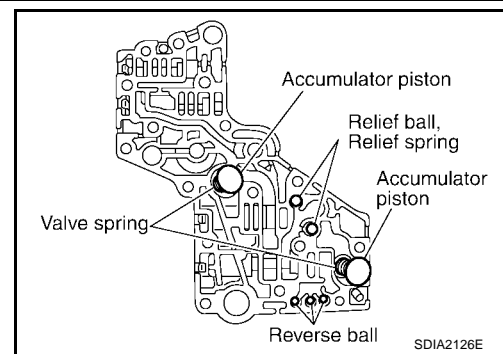 Accumulator piston
Relief ball,
Relief spring
Accumulator
piston
Valve spring
Reverse ball
SDIA2126E